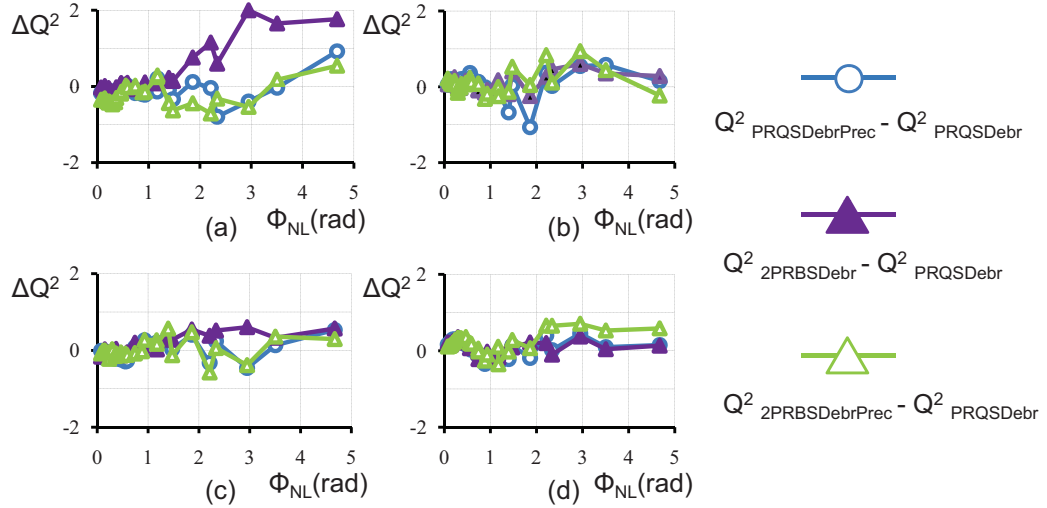 ΔQ²
2
0
-2
0 1 2 3 4 5
(a) Φ_NL(rad)
ΔQ²
2
0
-2
0 1 2 3 4 5
(b) Φ_NL(rad)
Q² PRQSDebrPrec - Q² PRQSDebr
Q² 2PRBSDebr - Q² PRQSDebr
Q² 2PRBSDebrPrec - Q² PRQSDebr
ΔQ²
2
0
-2
0 1 2 3 4 5
(c) Φ_NL(rad)
ΔQ²
2
0
-2
0 1 2 3 4 5
(d) Φ_NL(rad)